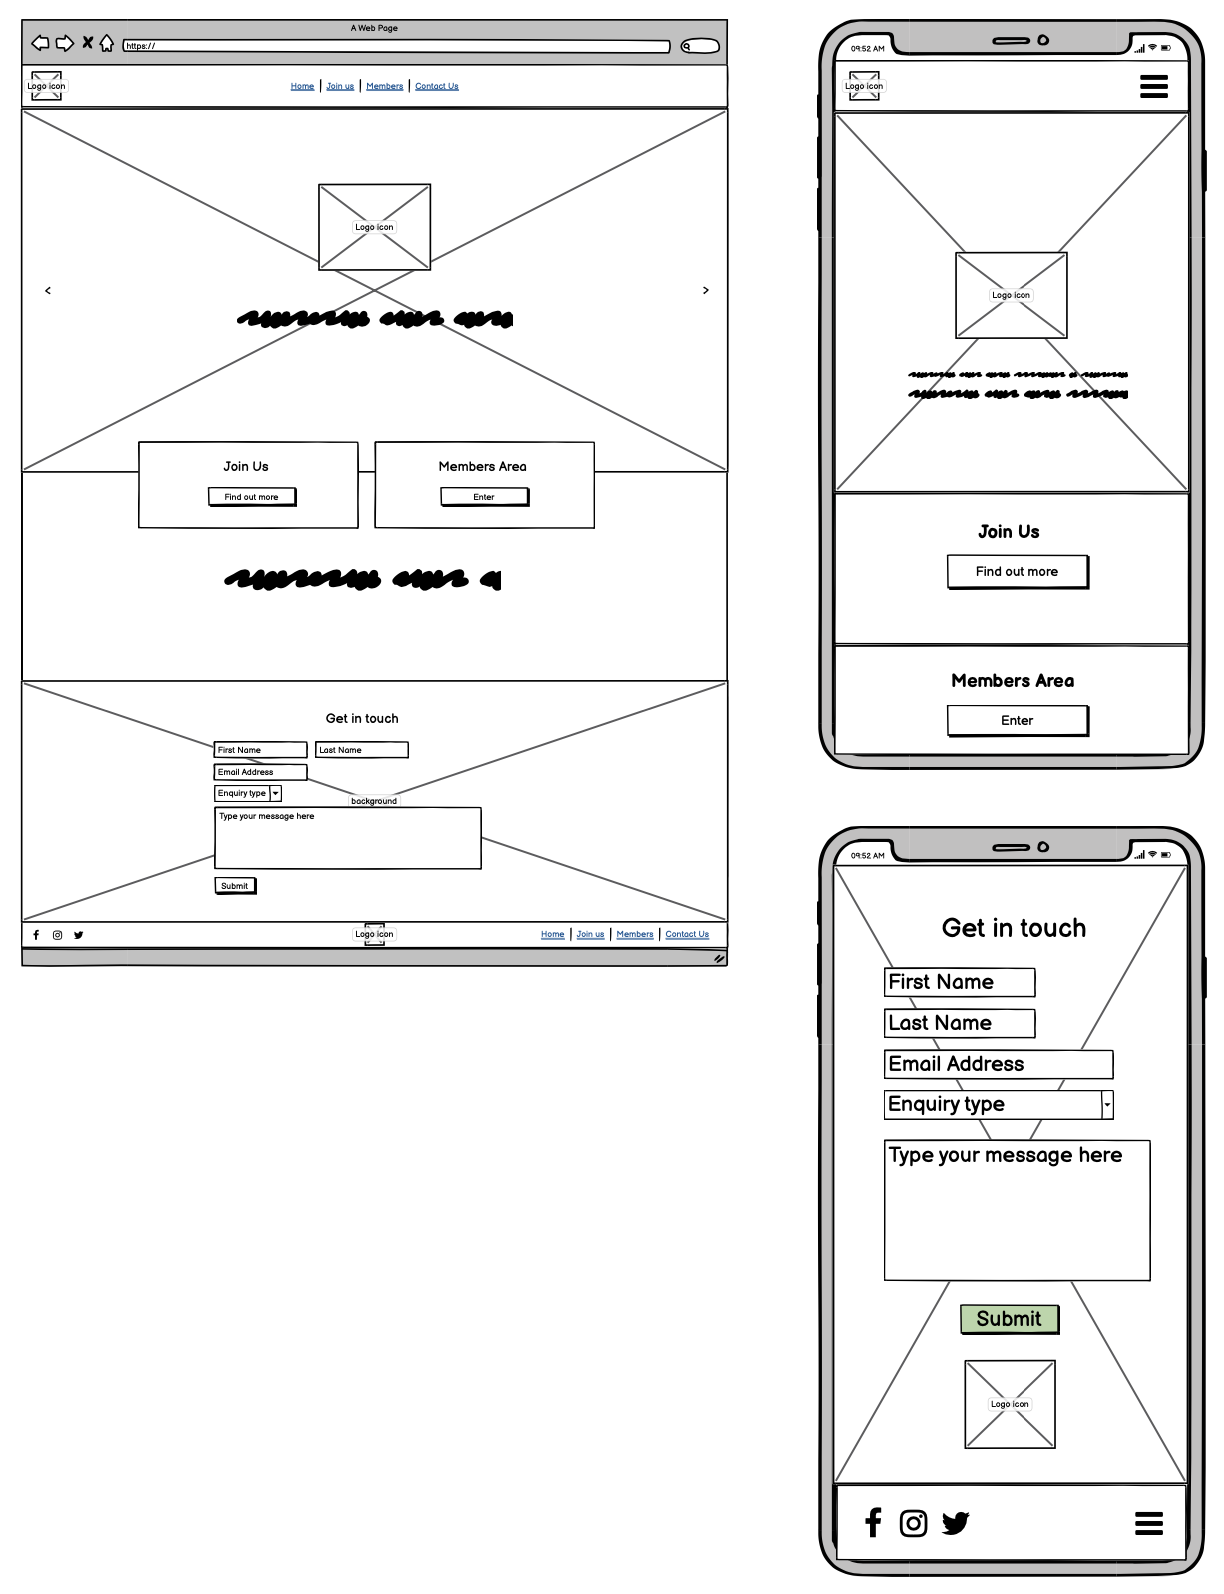 A Web Page
https://
Logo icon
Home Join us Members Contact Us
Logo icon
< >
Join Us
Find out more
Members Area
Enter
Get in touch
First Name Last Name
Email Address
Enquiry type
background
Type your message here
Submit
Logo icon
Home Join us Members Contact Us
09:52 AM
Logo icon
Logo icon
Join Us
Find out more
Members Area
Enter
09:52 AM
Get in touch
First Name
Last Name
Email Address
Enquiry type
Type your message here
Submit
Logo icon